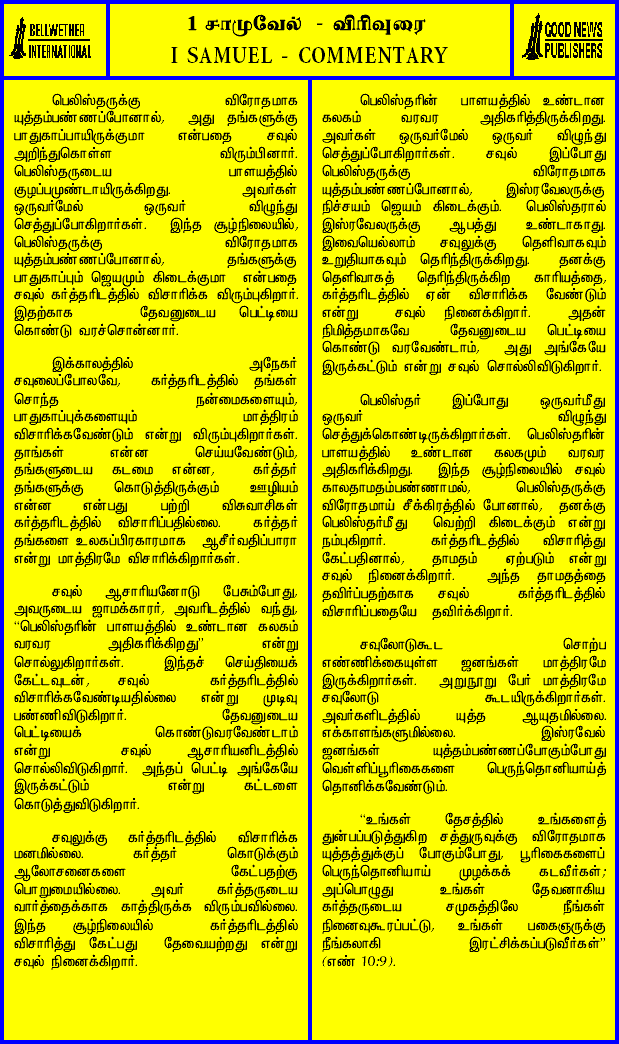 BELLWETHER
INTERNATIONAL
1 சாமுவேல் - விரிவுரை
I SAMUEL - COMMENTARY
GOOD NEWS
PUBLISHERS
பெலிஸ்தருக்கு விரோதமாக
யுத்தம்பண்ணப்போனால், அது தங்களுக்கு
பாதுகாப்பாயிருக்குமா என்பதை சவுல்
அறிந்துகொள்ள விரும்பினார்.
பெலிஸ்தருடைய பாளயத்தில்
குழப்பமுண்டாயிருக்கிறது. அவர்கள்
ஒருவர்மேல் ஒருவர் விழுந்து
செத்துப்போகிறார்கள். இந்த சூழ்நிலையில்,
பெலிஸ்தருக்கு விரோதமாக
யுத்தம்பண்ணப்போனால், தங்களுக்கு
பாதுகாப்பும் ஜெயமும் கிடைக்குமா என்பதை
சவுல் கர்த்தரிடத்தில் விசாரிக்க விரும்புகிறார்.
இதற்காக தேவனுடைய பெட்டியை
கொண்டு வரச்சொன்னார்.
இக்காலத்தில் அநேகர்
சவுலைப்போலவே, கர்த்தரிடத்தில் தங்கள்
சொந்த நன்மைகளையும்,
பாதுகாப்புக்களையும் மாத்திரம்
விசாரிக்கவேண்டும் என்று விரும்புகிறார்கள்.
தாங்கள் என்ன செய்யவேண்டும்,
தங்களுடைய கடமை என்ன, கர்த்தர்
தங்களுக்கு கொடுத்திருக்கும் ஊழியம்
என்ன என்பது பற்றி விசுவாசிகள்
கர்த்தரிடத்தில் விசாரிப்பதில்லை. கர்த்தர்
தங்களை உலகப்பிரகாரமாக ஆசீர்வதிப்பாரா
என்று மாத்திரமே விசாரிக்கிறார்கள்.
சவுல் ஆசாரியனோடு பேசும்போது,
அவருடைய ஜாமக்காரர், அவரிடத்தில் வந்து,
“பெலிஸ்தரின் பாளயத்தில் உண்டான கலகம்
வரவர அதிகரிக்கிறது” என்று
சொல்லுகிறார்கள். இந்தச் செய்தியைக்
கேட்டவுடன், சவுல் கர்த்தரிடத்தில்
விசாரிக்கவேண்டியதில்லை என்று முடிவு
பண்ணிவிடுகிறார். தேவனுடைய
பெட்டியைக் கொண்டுவரவேண்டாம்
என்று சவுல் ஆசாரியனிடத்தில்
சொல்லிவிடுகிறார். அந்தப் பெட்டி அங்கேயே
இருக்கட்டும் என்று கட்டளை
கொடுத்துவிடுகிறார்.
சவுலுக்கு கர்த்தரிடத்தில் விசாரிக்க
மனமில்லை. கர்த்தர் கொடுக்கும்
ஆலோசனைகளை கேட்பதற்கு
பொறுமையில்லை. அவர் கர்த்தருடைய
வார்த்தைக்காக காத்திருக்க விரும்பவில்லை.
இந்த சூழ்நிலையில் கர்த்தரிடத்தில்
விசாரித்து கேட்பது தேவையற்றது என்று
சவுல் நினைக்கிறார்.
பெலிஸ்தரின் பாளயத்தில் உண்டான
கலகம் வரவர அதிகரித்திருக்கிறது.
அவர்கள் ஒருவர்மேல் ஒருவர் விழுந்து
செத்துப்போகிறார்கள். சவுல் இப்போது
பெலிஸ்தருக்கு விரோதமாக
யுத்தம்பண்ணப்போனால், இஸ்ரவேலருக்கு
நிச்சயம் ஜெயம் கிடைக்கும். பெலிஸ்தரால்
இஸ்ரவேலருக்கு ஆபத்து உண்டாகாது.
இவையெல்லாம் சவுலுக்கு தெளிவாகவும்
உறுதியாகவும் தெரிந்திருக்கிறது. தனக்கு
தெளிவாகத் தெரிந்திருக்கிற காரியத்தை,
கர்த்தரிடத்தில் ஏன் விசாரிக்க வேண்டும்
என்று சவுல் நினைக்கிறார். அதன்
நிமித்தமாகவே தேவனுடைய பெட்டியை
கொண்டு வரவேண்டாம், அது அங்கேயே
இருக்கட்டும் என்று சவுல் சொல்லிவிடுகிறார்.
பெலிஸ்தர் இப்போது ஒருவர்மீது
ஒருவர் விழுந்து
செத்துக்கொண்டிருக்கிறார்கள். பெலிஸ்தரின்
பாளயத்தில் உண்டான கலகமும் வரவர
அதிகரிக்கிறது. இந்த சூழ்நிலையில் சவுல்
காலதாமதம்பண்ணாமல், பெலிஸ்தருக்கு
விரோதமாய் சீக்கிரத்தில் போனால், தனக்கு
பெலிஸ்தர்மீது வெற்றி கிடைக்கும் என்று
நம்புகிறார். கர்த்தரிடத்தில் விசாரித்து
கேட்பதினால், தாமதம் ஏற்படும் என்று
சவுல் நினைக்கிறார். அந்த தாமதத்தை
தவிர்ப்பதற்காக சவுல் கர்த்தரிடத்தில்
விசாரிப்பதையே தவிர்க்கிறார்.
சவுலோடுகூட சொற்ப
எண்ணிக்கையுள்ள ஜனங்கள் மாத்திரமே
இருக்கிறார்கள். அறுநூறு பேர் மாத்திரமே
சவுலோடு கூடயிருக்கிறார்கள்.
அவர்களிடத்தில் யுத்த ஆயுதமில்லை.
எக்காளங்களுமில்லை. இஸ்ரவேல்
ஜனங்கள் யுத்தம்பண்ணப்போகும்போது
வெள்ளிப்பூரிகைகளை பெருந்தொனியாய்த்
தொனிக்கவேண்டும்.
“உங்கள் தேசத்தில் உங்களைத்
துன்பப்படுத்துகிற சத்துருவுக்கு விரோதமாக
யுத்தத்துக்குப் போகும்போது, பூரிகைகளைப்
பெருந்தொனியாய் முழக்கக் கடவீர்கள்;
அப்பொழுது உங்கள் தேவனாகிய
கர்த்தருடைய சமுகத்திலே நீங்கள்
நினைவுகூரப்பட்டு, உங்கள் பகைஞருக்கு
நீங்கலாகி இரட்சிக்கப்படுவீர்கள்”
(எண் 10:9).